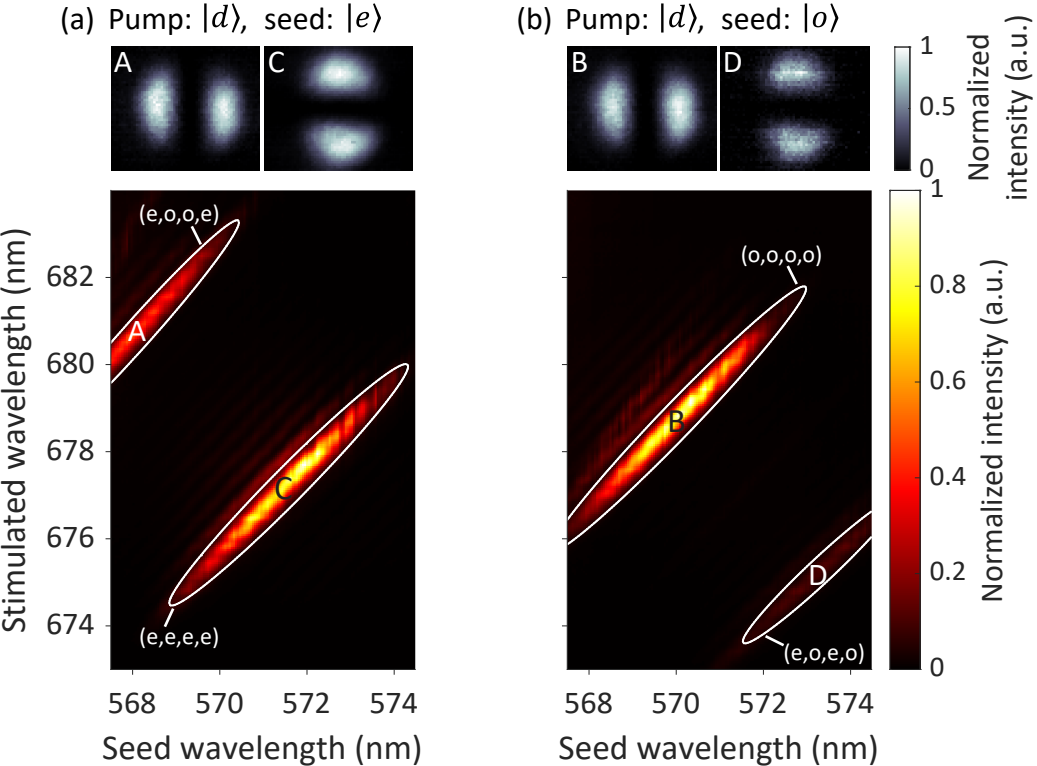 (a) Pump: |d⟩, seed: |e⟩
(b) Pump: |d⟩, seed: |o⟩
A
C
B
D
1
0.5
0
Normalized
intensity (a.u.)
(e,o,o,e)
A
C
(e,e,e,e)
682
680
678
676
674
Stimulated wavelength (nm)
568 570 572 574
Seed wavelength (nm)
(o,o,o,o)
B
D
(e,o,e,o)
568 570 572 574
Seed wavelength (nm)
1
0.8
0.6
0.4
0.2
0
Normalized intensity (a.u.)